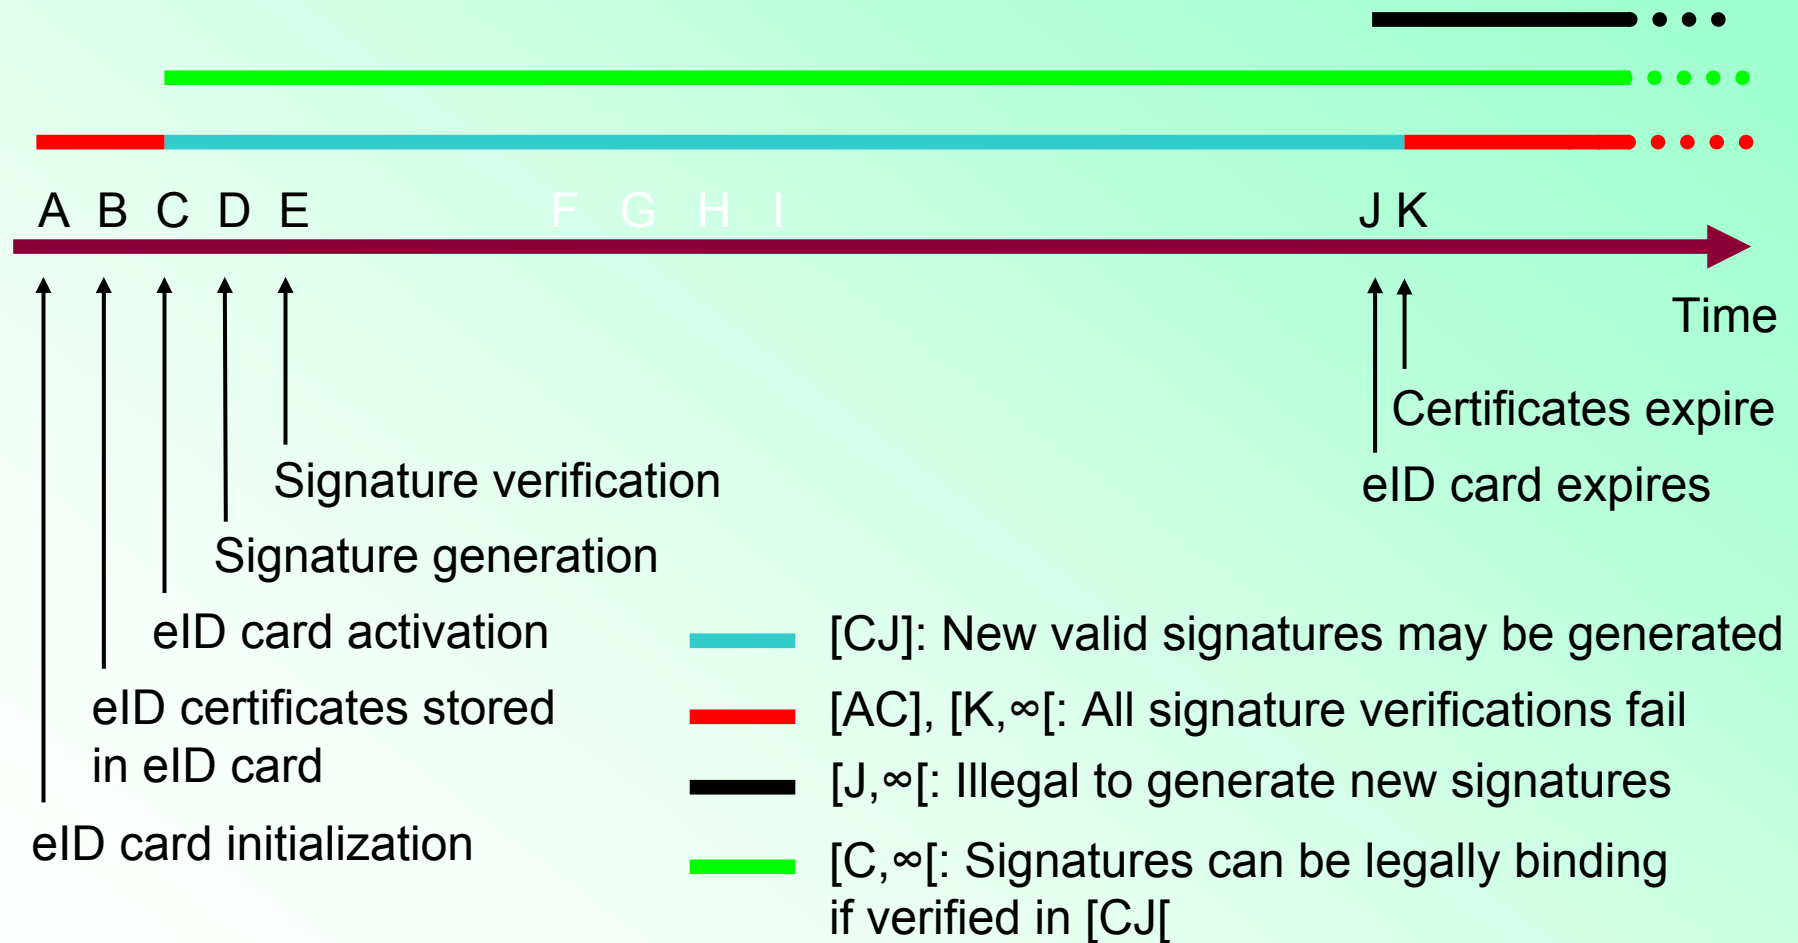 A B C D E F G H I J K
Time
Certificates expire
eID card expires
Signature verification
Signature generation
eID card activation
eID certificates stored
in eID card
eID card initialization
[CJ]: New valid signatures may be generated
[AC], [K,∞[: All signature verifications fail
[J,∞[: Illegal to generate new signatures
[C,∞[: Signatures can be legally binding
if verified in [CJ[